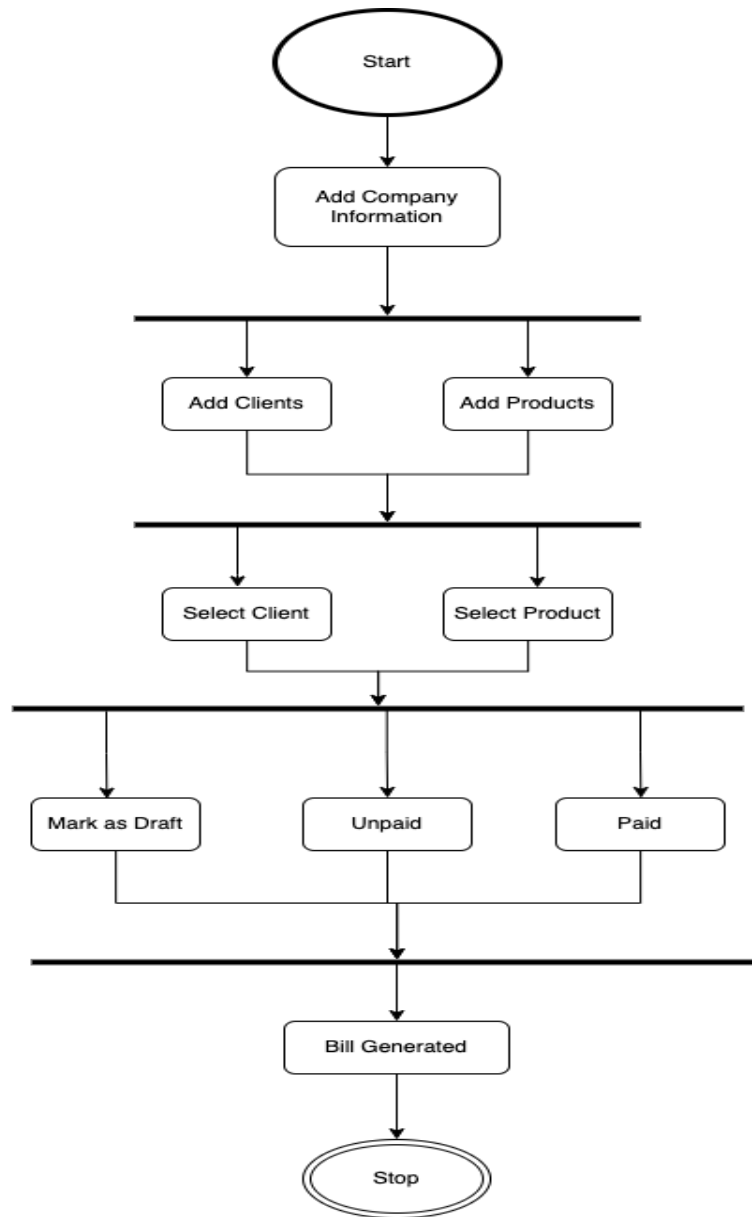 Start
Add Company
Information
Add Clients
Add Products
Select Client
Select Product
Mark as Draft
Unpaid
Paid
Bill Generated
Stop